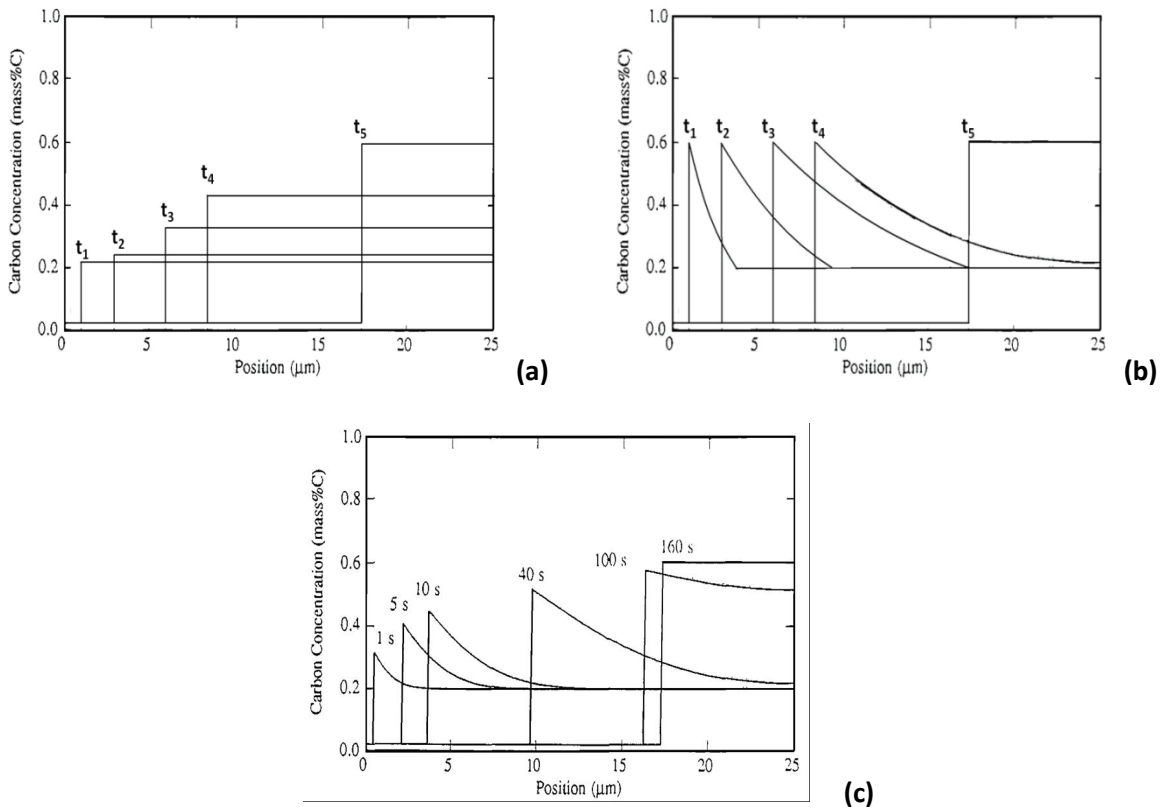 Carbon Concentration (mass%C)
1.0
0.8
0.6
0.4
0.2
0.0
t₁
t₂
t₃
t₄
t₅
0 5 10 15 20 25
Position (μm)
(a)
Carbon Concentration (mass%C)
1.0
0.8
0.6
0.4
0.2
0.0
t₁ t₂ t₃ t₄ t₅
0 5 10 15 20 25
Position (μm)
(b)
Carbon Concentration (mass%C)
1.0
0.8
0.6
0.4
0.2
0.0
1 s
5 s
10 s
40 s
100 s
160 s
0 5 10 15 20 25
Position (μm)
(c)